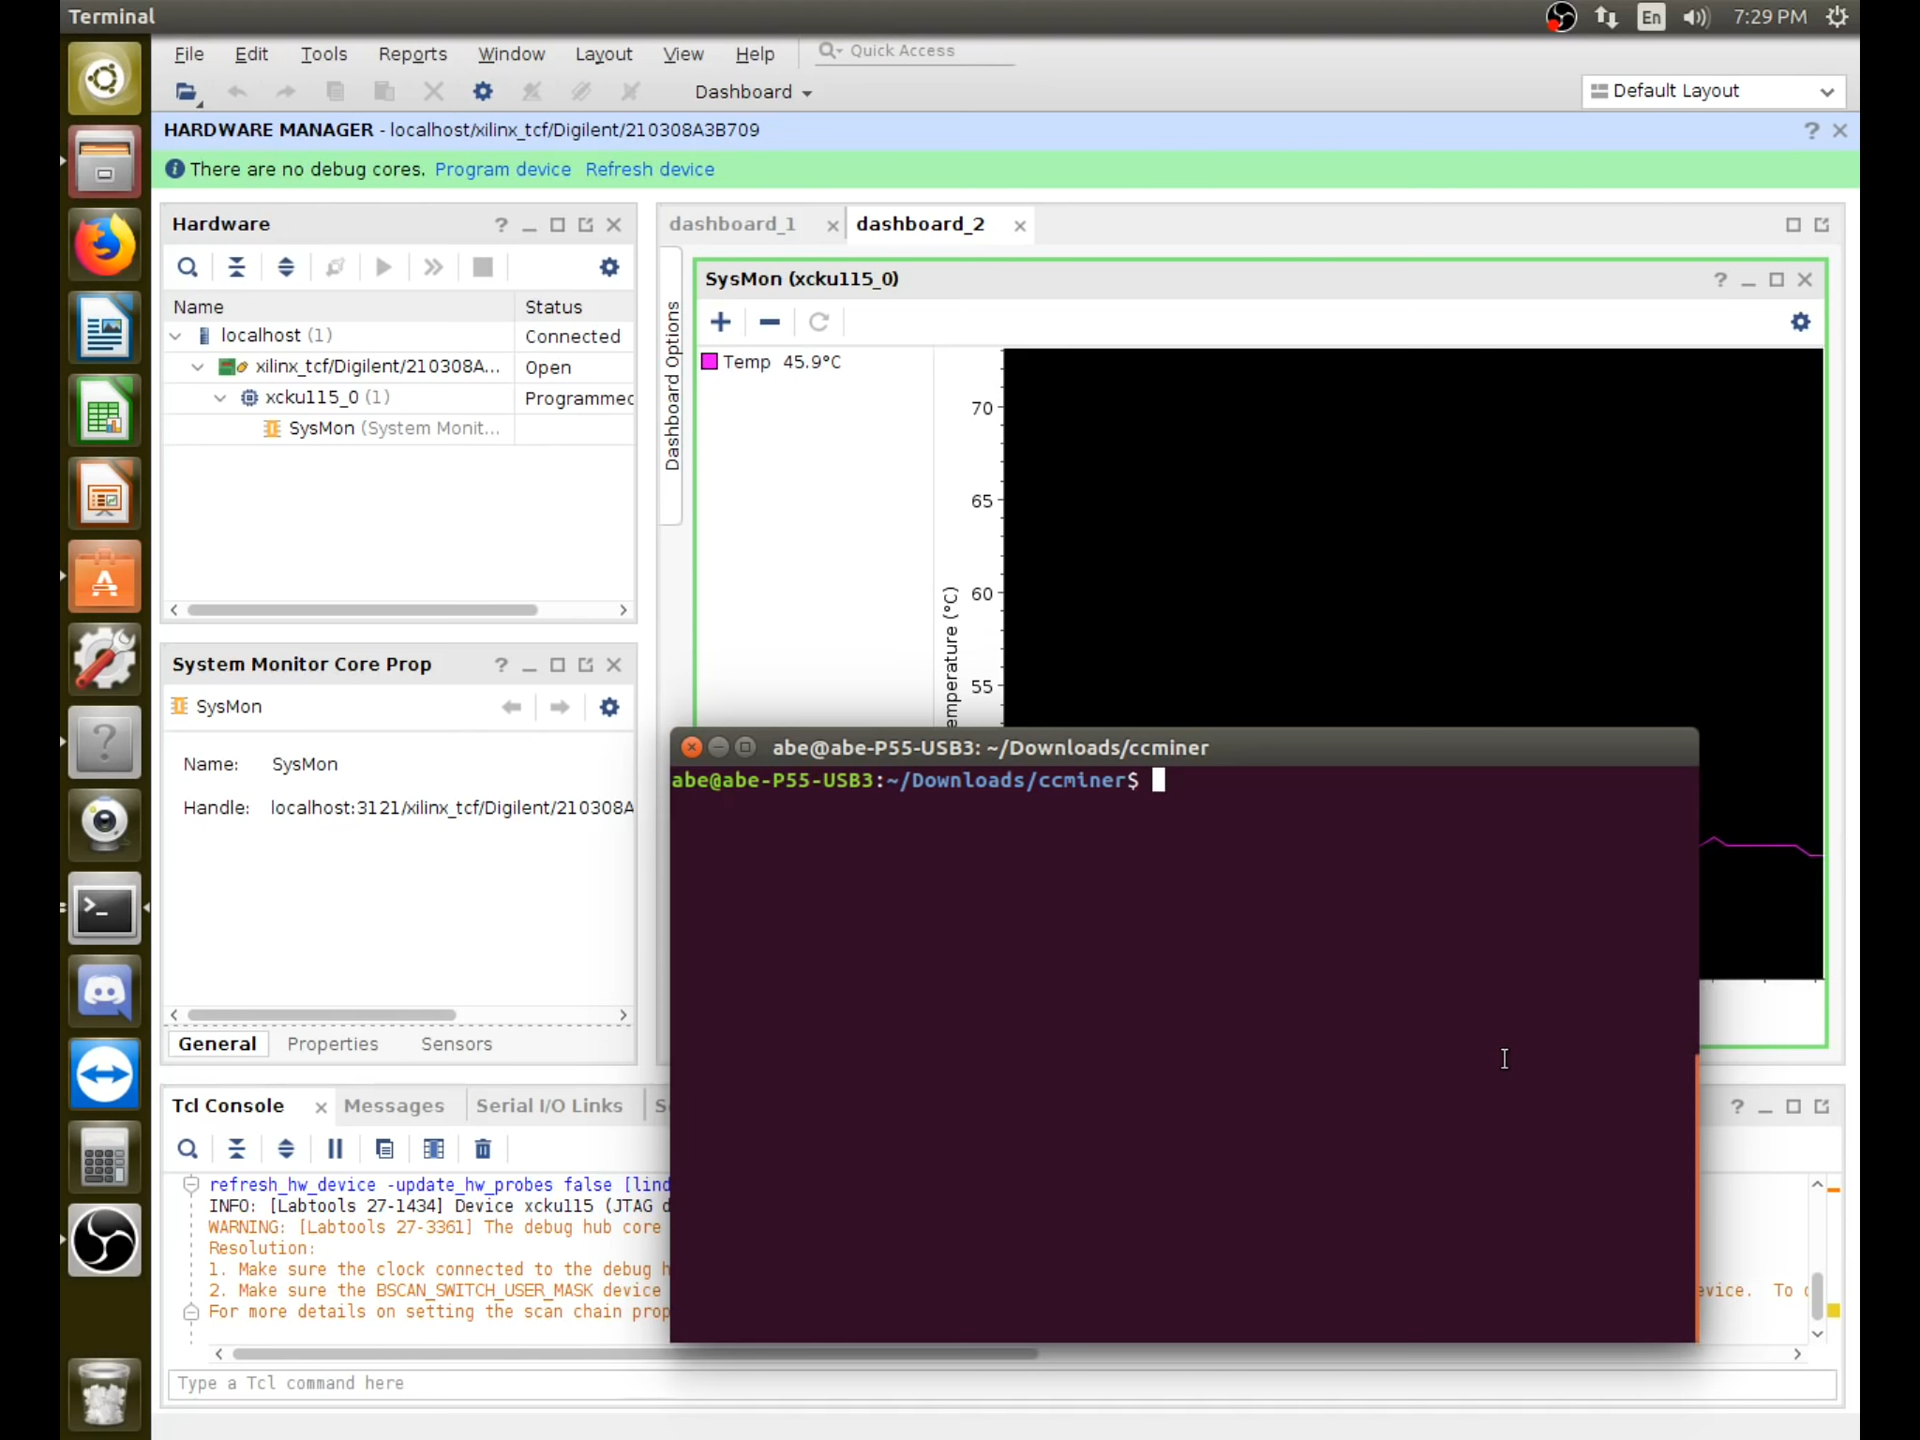 Terminal
En
7:29 PM
File Edit Tools Reports Window Layout View Help Quick Access
Dashboard
Default Layout
HARDWARE MANAGER - localhost/xilinx_tcf/Digilent/210308A3B709
There are no debug cores. Program device Refresh device
Hardware
Name Status
localhost (1) Connected
xilinx_tcf/Digilent/210308A... Open
xcku115_0 (1) Programmed
SysMon (System Monit...
System Monitor Core Prop
SysMon
Name: SysMon
Handle: localhost:3121/xilinx_tcf/Digilent/210308A
General Properties Sensors
dashboard_1 dashboard_2
Dashboard Options
SysMon (xcku115_0)
Temp 45.9°C
70
65
60
55
emperature (°C)
abe@abe-P55-USB3: ~/Downloads/ccminer
abe@abe-P55-USB3:~/Downloads/ccminer$
Tcl Console Messages Serial I/O Links S
refresh_hw_device -update_hw_probes false [lind
INFO: [Labtools 27-1434] Device xcku115 (JTAG d
WARNING: [Labtools 27-3361] The debug hub core
Resolution:
1. Make sure the clock connected to the debug h
2. Make sure the BSCAN_SWITCH_USER_MASK device evice. To
For more details on setting the scan chain prop
Type a Tcl command here